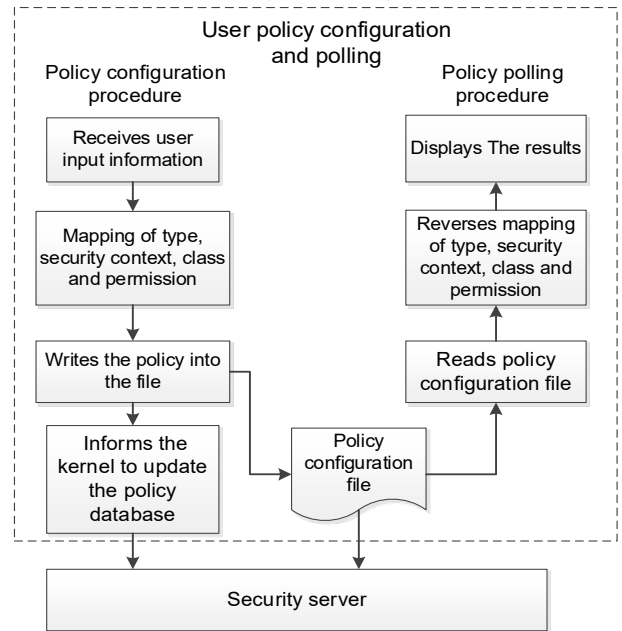 User policy configuration
and polling
Policy configuration
procedure
Receives user
input information
Mapping of type,
security context, class
and permission
Writes the policy into
the file
Informs the
kernel to update
the policy
database
Policy
configuration
file
Policy polling
procedure
Displays The results
Reverses mapping
of type, security
context, class and
permission
Reads policy
configuration file
Security server